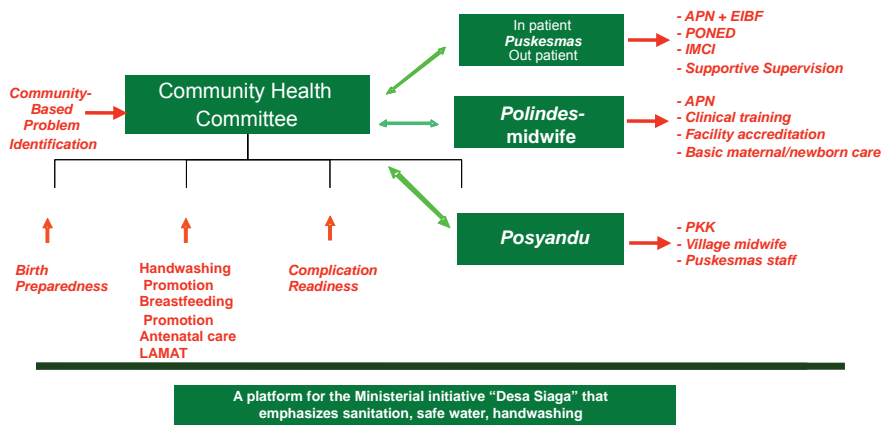 Community-
Based
Problem
Identification
Community Health
Committee
In patient
Puskesmas
Out patient
- APN + EIBF
- PONED
- IMCI
- Supportive Supervision
Polindes-
midwife
- APN
- Clinical training
- Facility accreditation
- Basic maternal/newborn care
Posyandu
- PKK
- Village midwife
- Puskesmas staff
Birth
Preparedness
Handwashing
Promotion
Breastfeeding
Promotion
Antenatal care
LAMAT
Complication
Readiness
A platform for the Ministerial initiative “Desa Siaga” that
emphasizes sanitation, safe water, handwashing